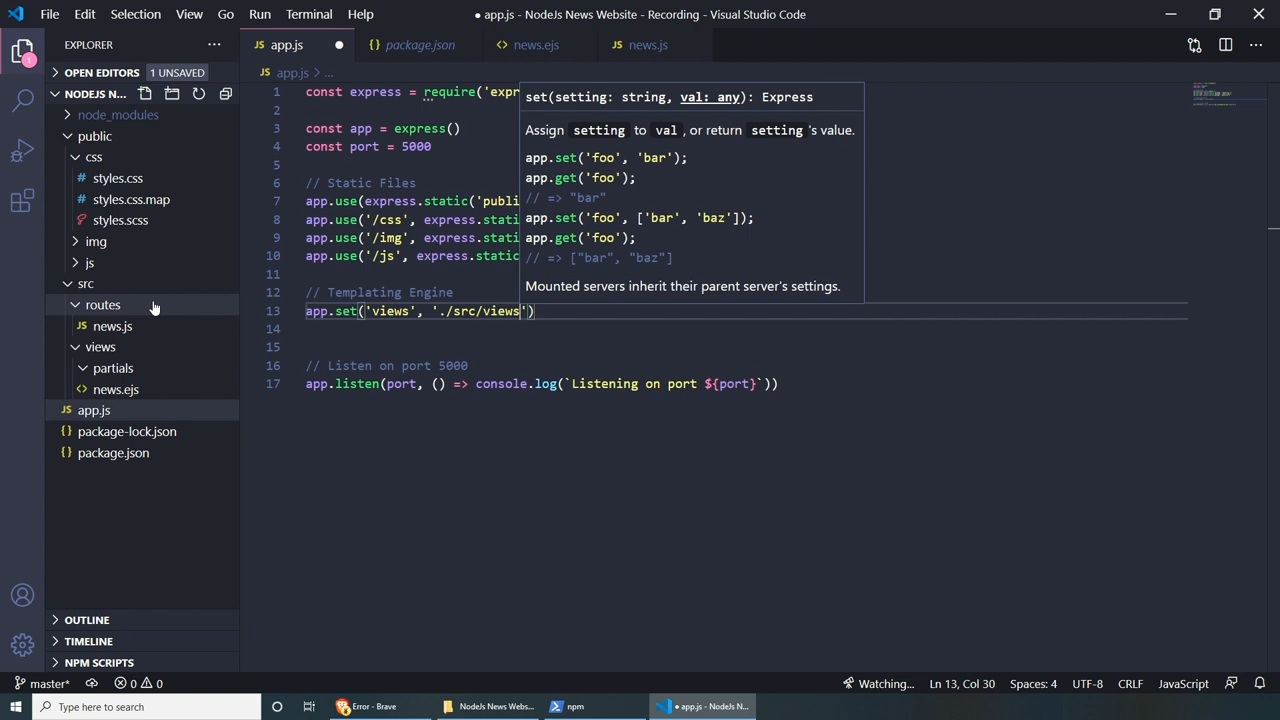 File Edit Selection View Go Run Terminal Help
● app.js - NodeJs News Website - Recording - Visual Studio Code
EXPLORER
OPEN EDITORS 1 UNSAVED
NODEJS N...
node_modules
public
css
styles.css
styles.css.map
styles.scss
img
js
src
routes
news.js
views
partials
news.ejs
app.js
package-lock.json
package.json
OUTLINE
TIMELINE
NPM SCRIPTS
JS app.js ● {} package.json <> news.ejs JS news.js
JS app.js > ...
1 const express = require('expr
2
3 const app = express()
4 const port = 5000
5
6 // Static Files
7 app.use(express.static('publi
8 app.use('/css', express.stati
9 app.use('/img', express.stati
10 app.use('/js', express.static
11
12 // Templating Engine
13 app.set('views', './src/views')
14
15
16 // Listen on port 5000
17 app.listen(port, () => console.log(`Listening on port ${port}`))
set(setting: string, val: any): Express
Assign setting to val, or return setting's value.
app.set('foo', 'bar');
app.get('foo');
// => "bar"
app.set('foo', ['bar', 'baz']);
app.get('foo');
// => ["bar", "baz"]
Mounted servers inherit their parent server's settings.
master* 0 0 Watching... Ln 13, Col 30 Spaces: 4 UTF-8 CRLF JavaScript
Type here to search Error - Brave NodeJs News Webs... npm ● app.js - NodeJs N...